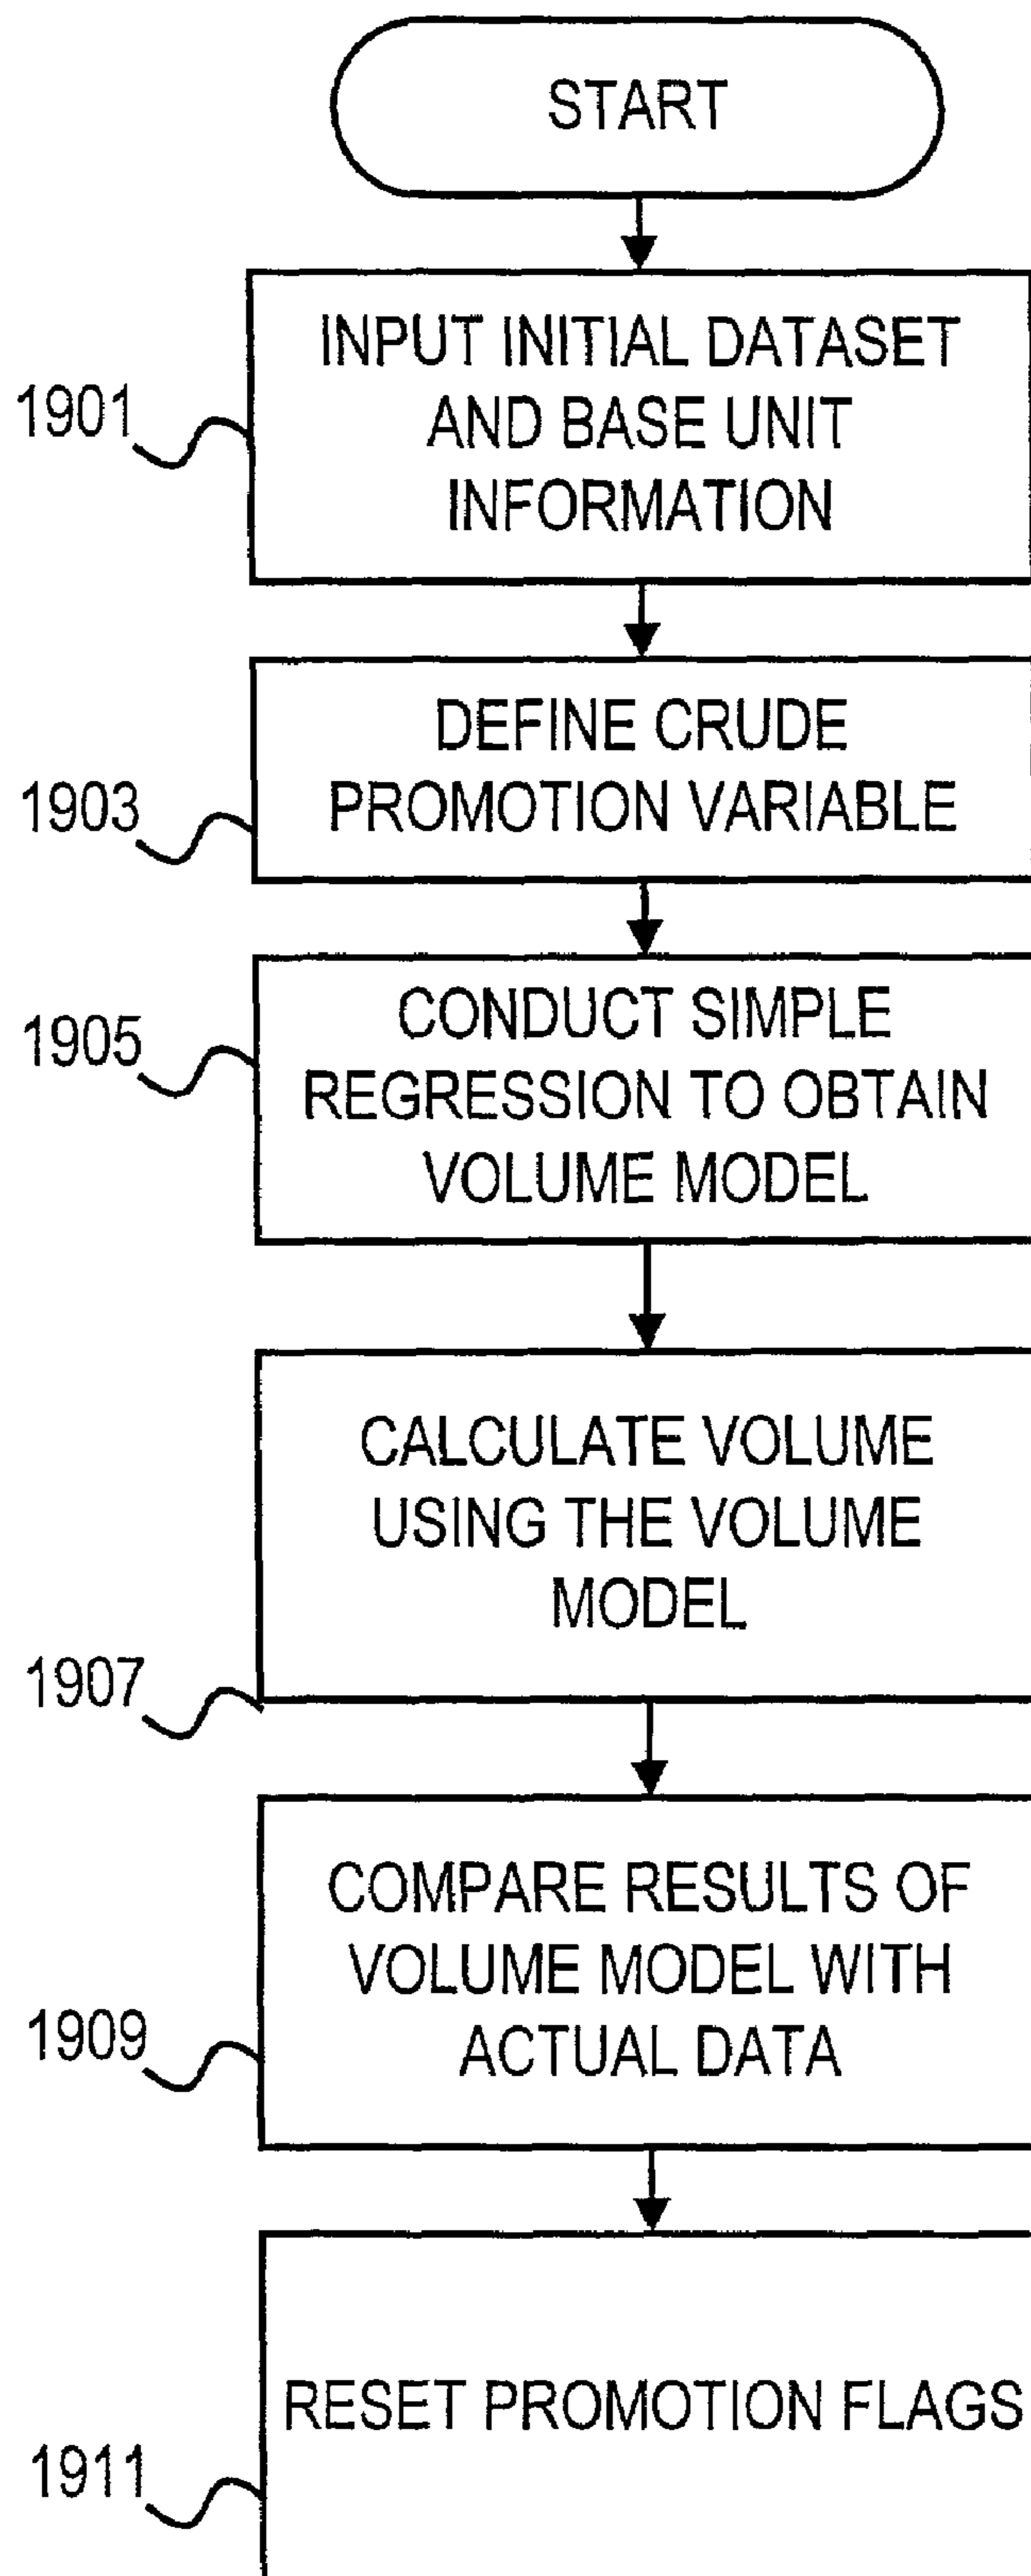 START
INPUT INITIAL DATASET
AND BASE UNIT
INFORMATION
1901
DEFINE CRUDE
PROMOTION VARIABLE
1903
CONDUCT SIMPLE
REGRESSION TO OBTAIN
VOLUME MODEL
1905
CALCULATE VOLUME
USING THE VOLUME
MODEL
1907
COMPARE RESULTS OF
VOLUME MODEL WITH
ACTUAL DATA
1909
RESET PROMOTION FLAGS
1911